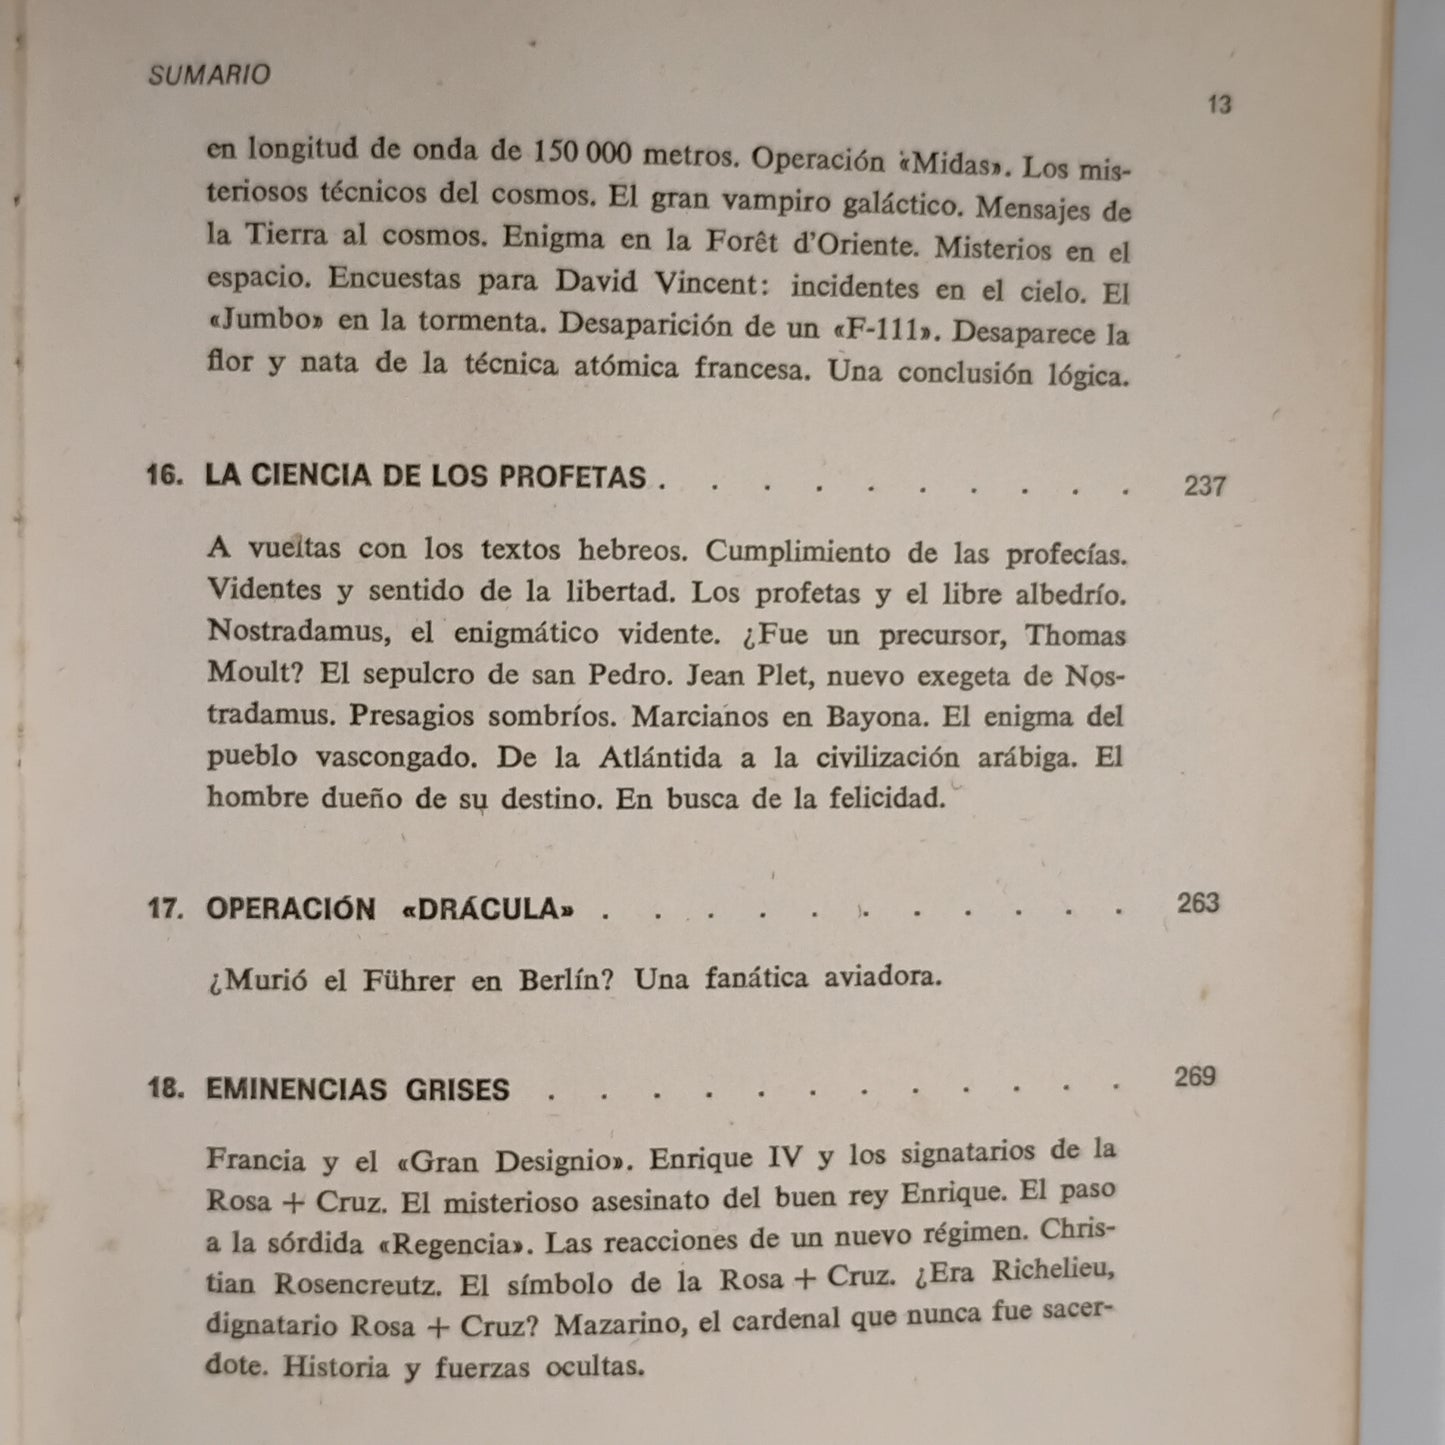 SUMARIO
13
en longitud de onda de 150 000 metros. Operación «Midas». Los mis-
teriosos técnicos del cosmos. El gran vampiro galáctico. Mensajes de
la Tierra al cosmos. Enigma en la Forêt d'Oriente. Misterios en el
espacio. Encuestas para David Vincent: incidentes en el cielo. El
«Jumbo» en la tormenta. Desaparición de un «F-111». Desaparece la
flor y nata de la técnica atómica francesa. Una conclusión lógica.
16. LA CIENCIA DE LOS PROFETAS . . . . . . . . . . 237
A vueltas con los textos hebreos. Cumplimiento de las profecías.
Videntes y sentido de la libertad. Los profetas y el libre albedrío.
Nostradamus, el enigmático vidente. ¿Fue un precursor, Thomas
Moult? El sepulcro de san Pedro. Jean Plet, nuevo exegeta de Nos-
tradamus. Presagios sombríos. Marcianos en Bayona. El enigma del
pueblo vascongado. De la Atlántida a la civilización arábiga. El
hombre dueño de su destino. En busca de la felicidad.
17. OPERACIÓN «DRÁCULA» . . . . . . . . . . . 263
¿Murió el Führer en Berlín? Una fanática aviadora.
18. EMINENCIAS GRISES . . . . . . . . . . . . 269
Francia y el «Gran Designio». Enrique IV y los signatarios de la
Rosa + Cruz. El misterioso asesinato del buen rey Enrique. El paso
a la sórdida «Regencia». Las reacciones de un nuevo régimen. Chris-
tian Rosencreutz. El símbolo de la Rosa + Cruz. ¿Era Richelieu,
dignatario Rosa + Cruz? Mazarino, el cardenal que nunca fue sacer-
dote. Historia y fuerzas ocultas.